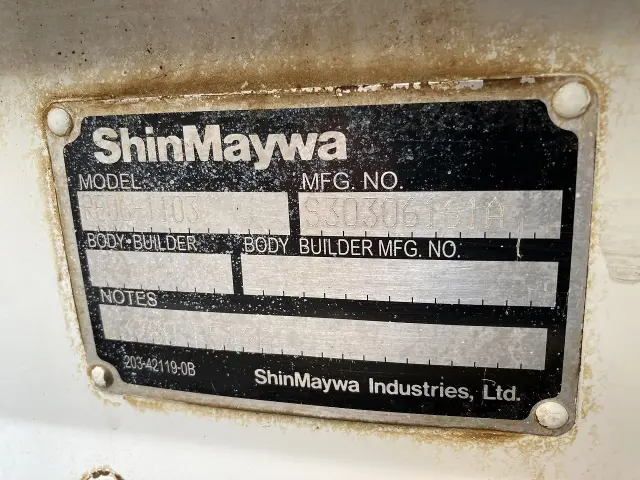 ShinMaywa
MODEL MFG. NO.
BODY BUILDER BODY BUILDER MFG. NO.
NOTES
203-42119-0B
ShinMaywa Industries, Ltd.